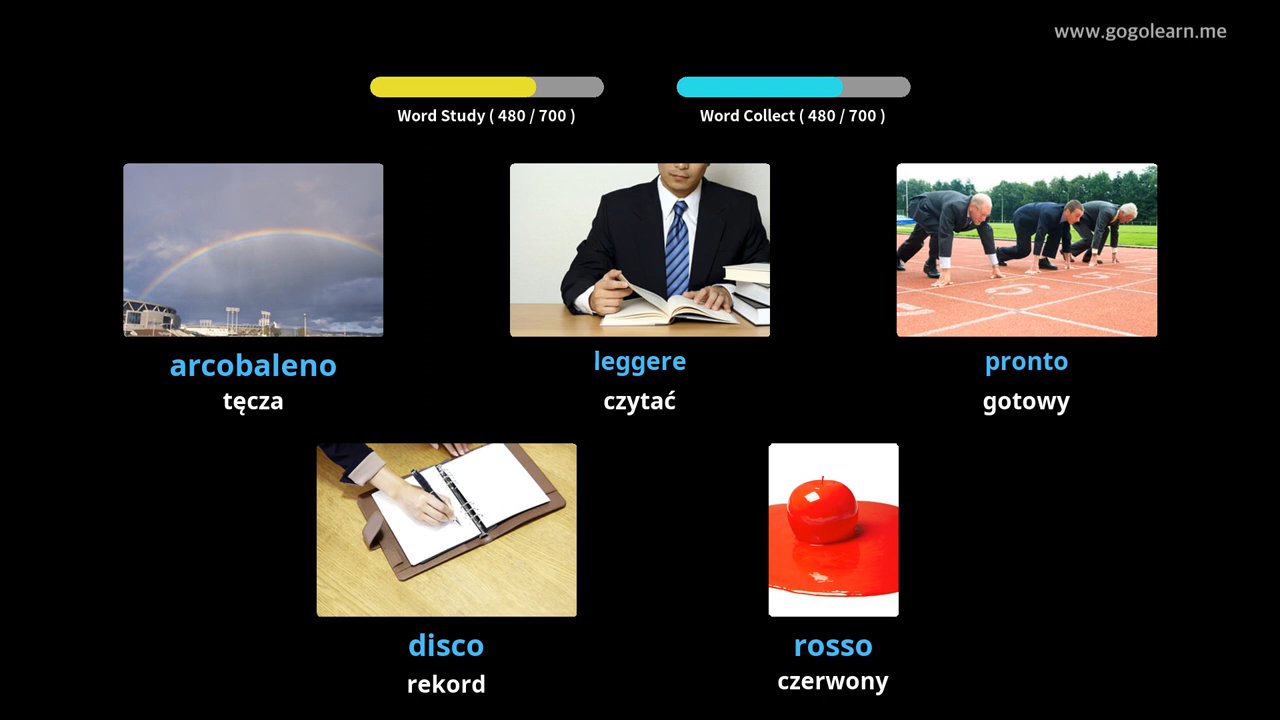 www.gogolearn.me
Word Study ( 480 / 700 )
Word Collect ( 480 / 700 )
arcobaleno
tęcza
leggere
czytać
pronto
gotowy
disco
rekord
rosso
czerwony